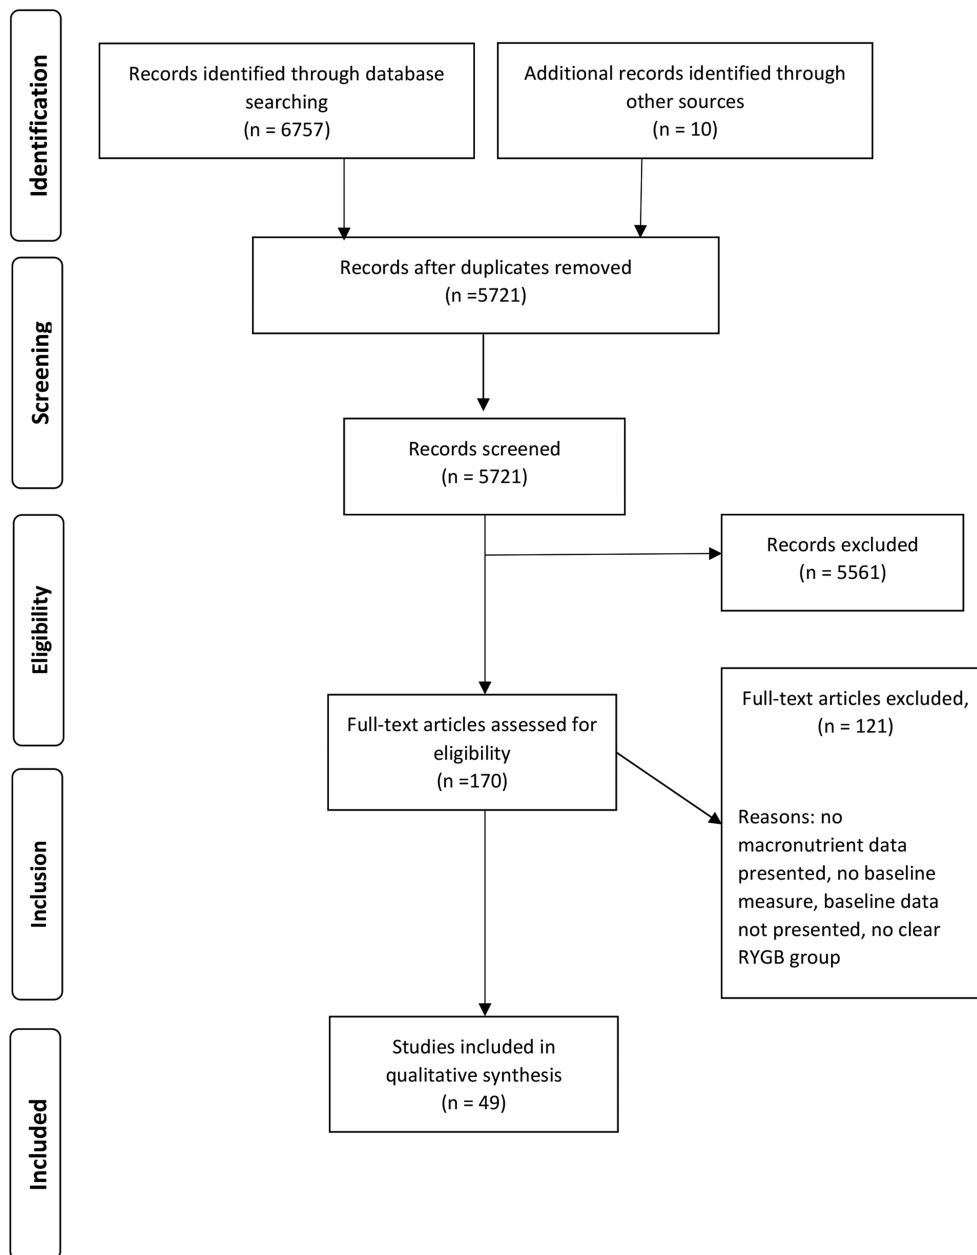 Identification
Records identified through database
searching
(n = 6757)
Additional records identified through
other sources
(n = 10)
Records after duplicates removed
(n =5721)
Screening
Records screened
(n = 5721)
Records excluded
(n = 5561)
Eligibility
Full-text articles assessed for
eligibility
(n =170)
Full-text articles excluded,
(n = 121)
Reasons: no
macronutrient data
presented, no baseline
measure, baseline data
not presented, no clear
RYGB group
Inclusion
Studies included in
qualitative synthesis
(n = 49)
Included